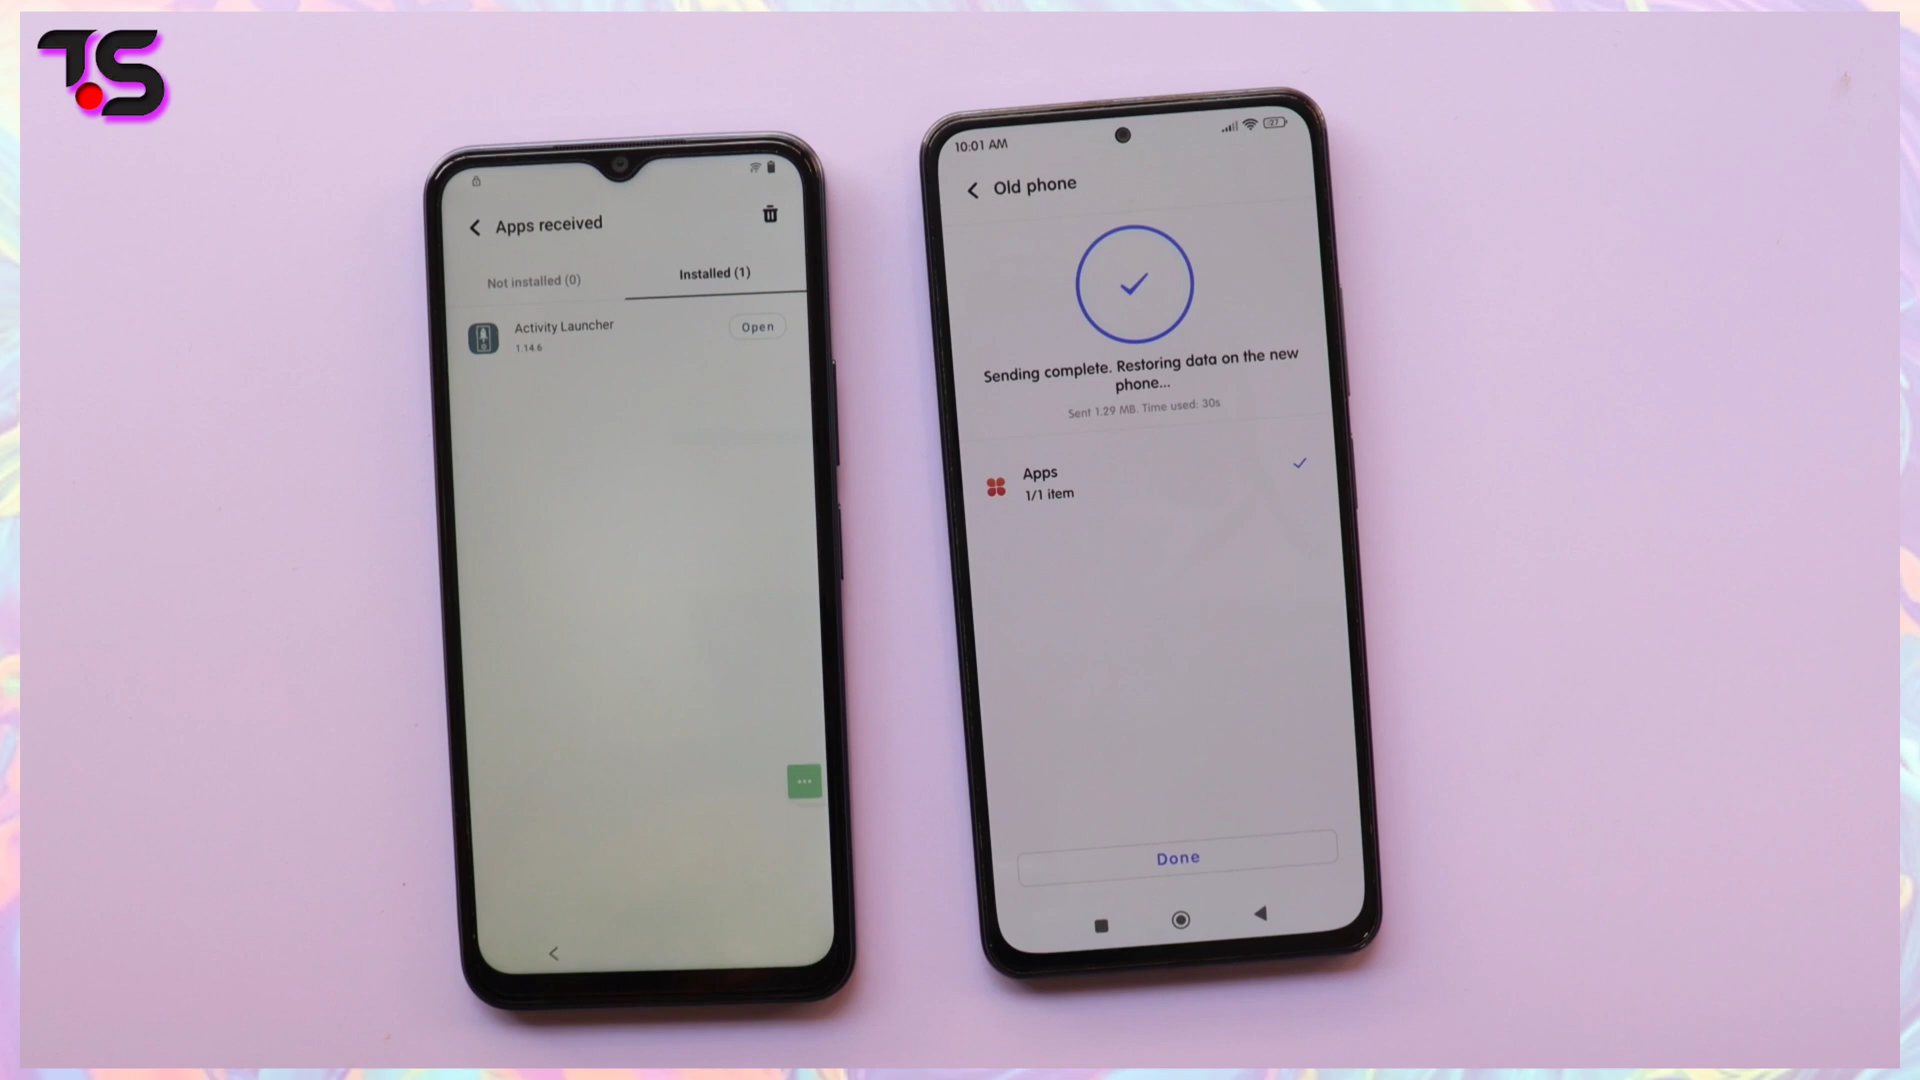 T.S
Apps received
Not installed (0)
Installed (1)
Activity Launcher
1.14.6
Open
10:01 AM
27
Old phone
Sending complete. Restoring data on the new
phone...
Sent 1.29 MB. Time used: 30s
Apps
1/1 item
Done